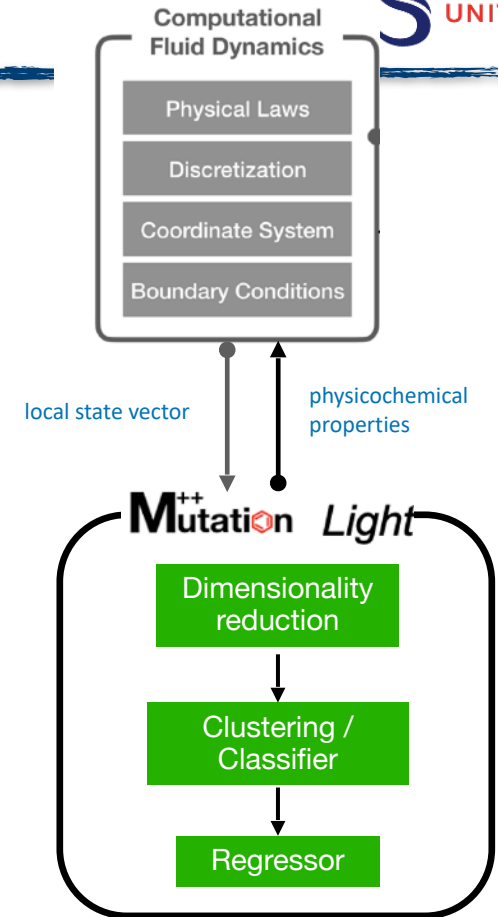 UNI
Computational
Fluid Dynamics
Physical Laws
Discretization
Coordinate System
Boundary Conditions
local state vector
physicochemical
properties
Mutation++ Light
Dimensionality
reduction
Clustering /
Classifier
Regressor